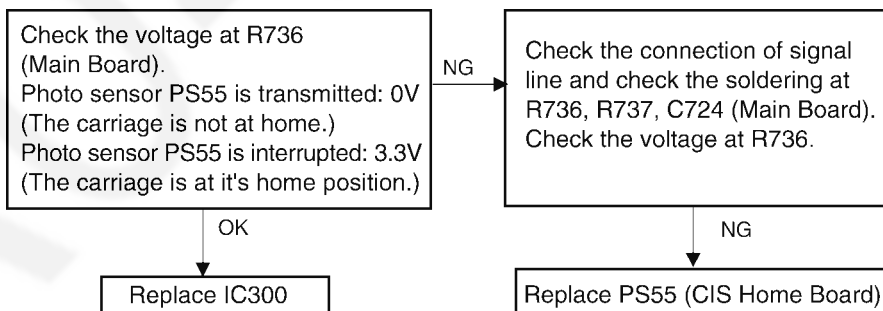 Check the voltage at R736
(Main Board).
Photo sensor PS55 is transmitted: 0V
(The carriage is not at home.)
Photo sensor PS55 is interrupted: 3.3V
(The carriage is at it's home position.)
NG
Check the connection of signal
line and check the soldering at
R736, R737, C724 (Main Board).
Check the voltage at R736.
OK
NG
Replace IC300
Replace PS55 (CIS Home Board)